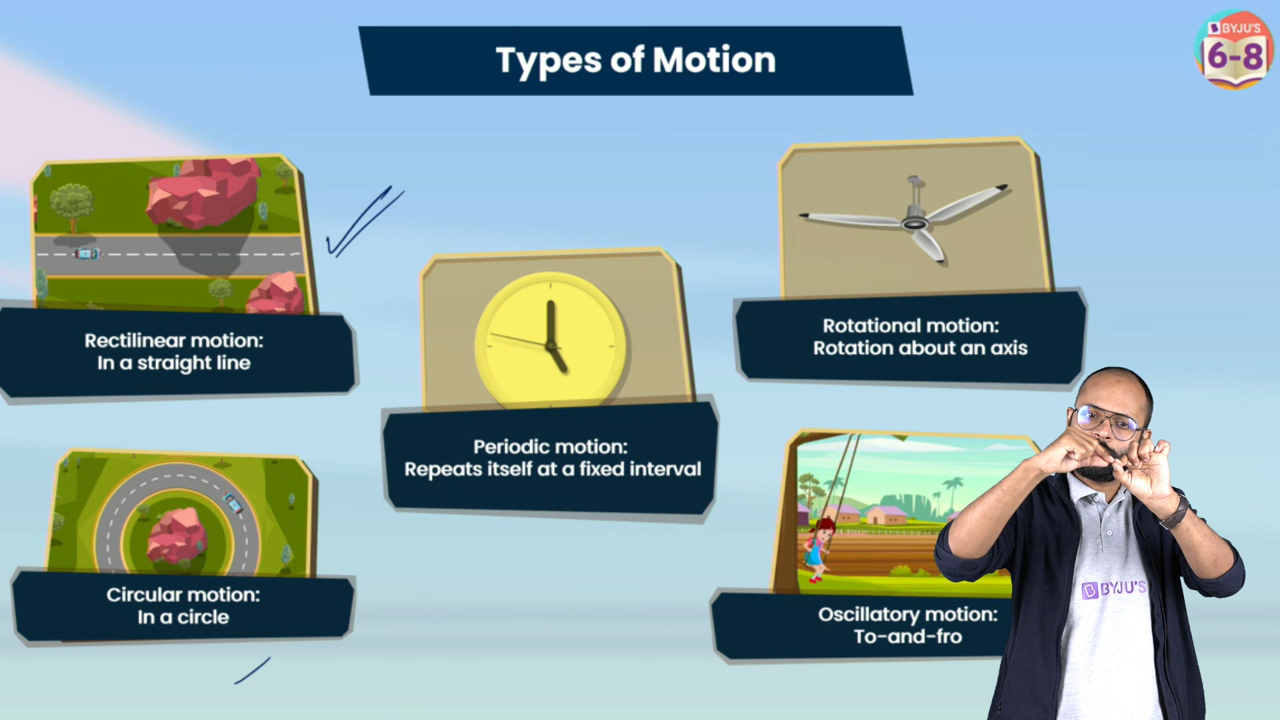 Types of Motion
BYJU'S
6-8
Rectilinear motion:
In a straight line
Periodic motion:
Repeats itself at a fixed interval
Rotational motion:
Rotation about an axis
Circular motion:
In a circle
Oscillatory motion:
To-and-fro
BYJU'S